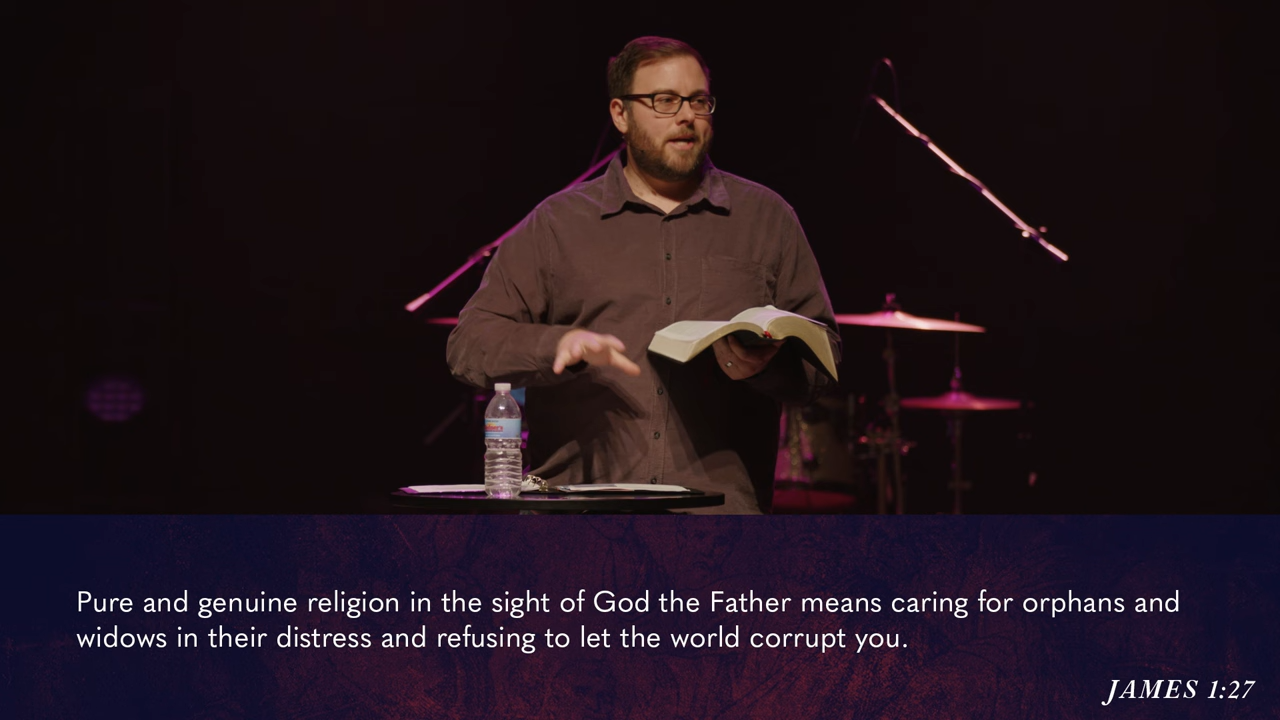 Pure and genuine religion in the sight of God the Father means caring for orphans and
widows in their distress and refusing to let the world corrupt you.
JAMES 1:27